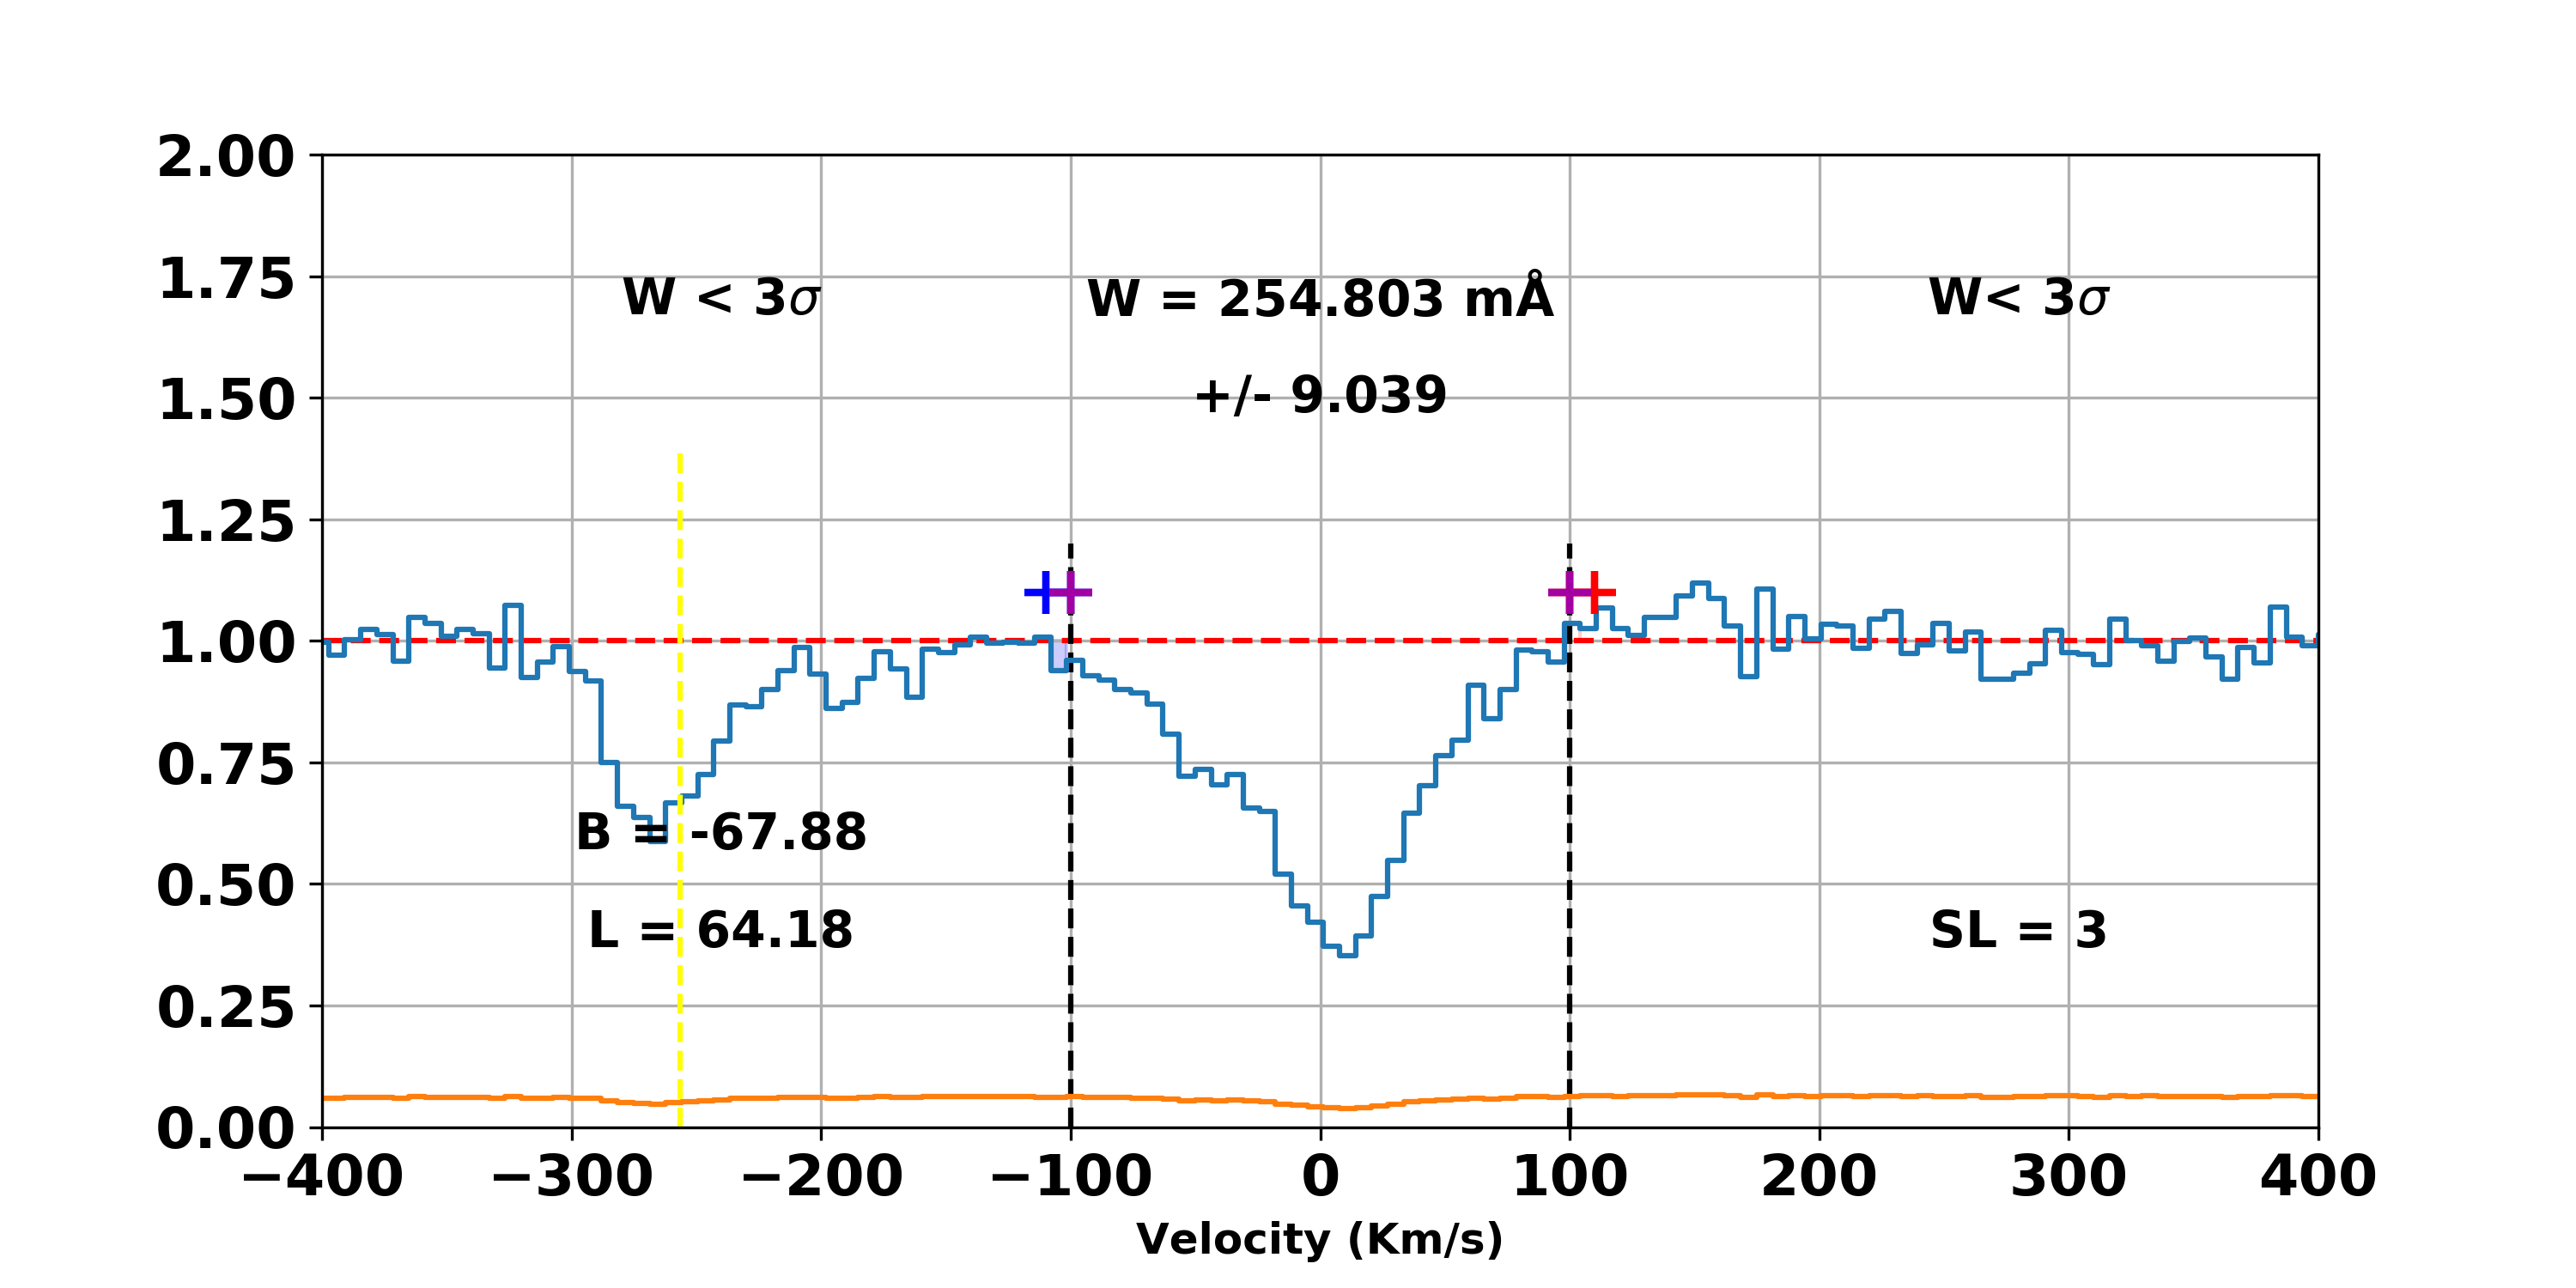 2.00
1.75
W < 3σ W = 254.803 mÅ W< 3σ
1.50
+/- 9.039
1.25
1.00
0.75
B = -67.88
0.50
L = 64.18 SL = 3
0.25
0.00
−400 −300 −200 −100 0 100 200 300 400
Velocity (Km/s)